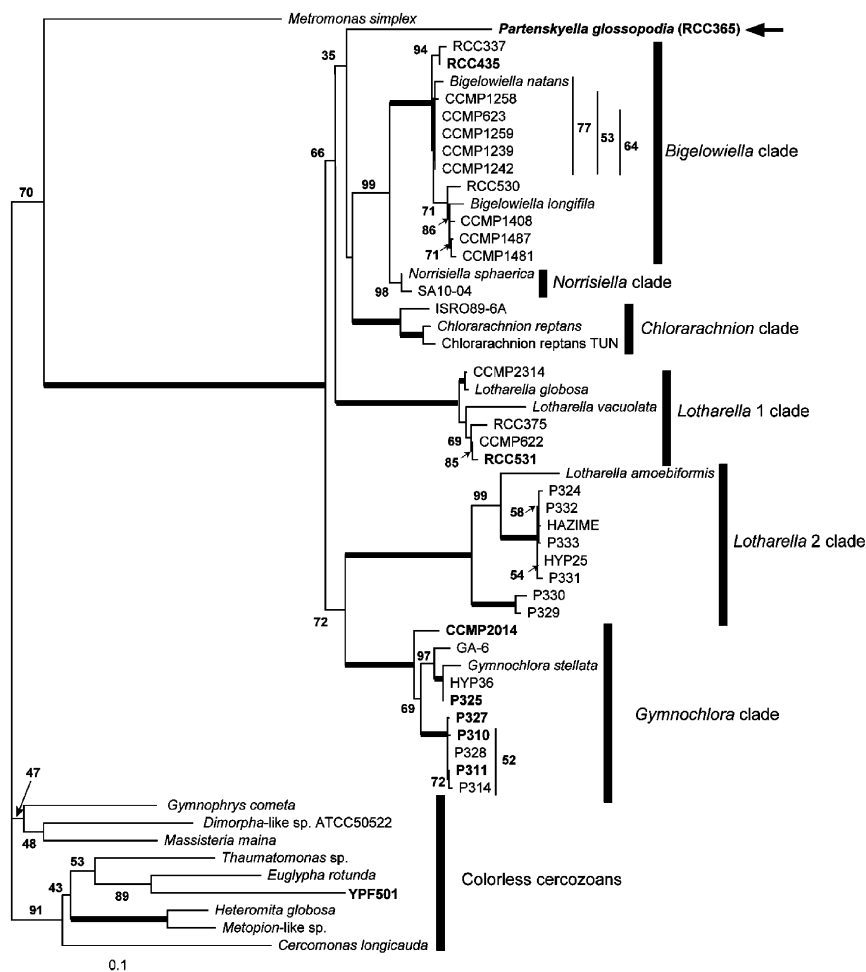 Metromonas simplex
Partenskyella glossopodia (RCC365)
35
94
RCC337
RCC435
Bigelowiella natans
CCMP1258
CCMP623
CCMP1259
CCMP1239
CCMP1242
77
53
64
Bigelowiella clade
66
99
70
RCC530
Bigelowiella longifila
71
86
CCMP1408
CCMP1487
71
CCMP1481
Norrisiella sphaerica
98
SA10-04
Norrisiella clade
ISRO89-6A
Chlorarachnion reptans
Chlorarachnion reptans TUN
Chlorarachnion clade
CCMP2314
Lotharella globosa
Lotharella vacuolata
RCC375
69
CCMP622
85
RCC531
Lotharella 1 clade
Lotharella amoebiformis
99
P324
58
P332
HAZIME
P333
HYP25
54
P331
P330
P329
Lotharella 2 clade
72
CCMP2014
97
GA-6
Gymnochlora stellata
HYP36
P325
69
P327
P310
P328
52
P311
72
P314
Gymnochlora clade
47
Gymnophrys cometa
Dimorpha-like sp. ATCC50522
48
Massisteria maina
53
Thaumatomonas sp.
Euglypha rotunda
43
89
YPF501
91
Heteromita globosa
Metopion-like sp.
Cercomonas longicauda
Colorless cercozoans
0.1